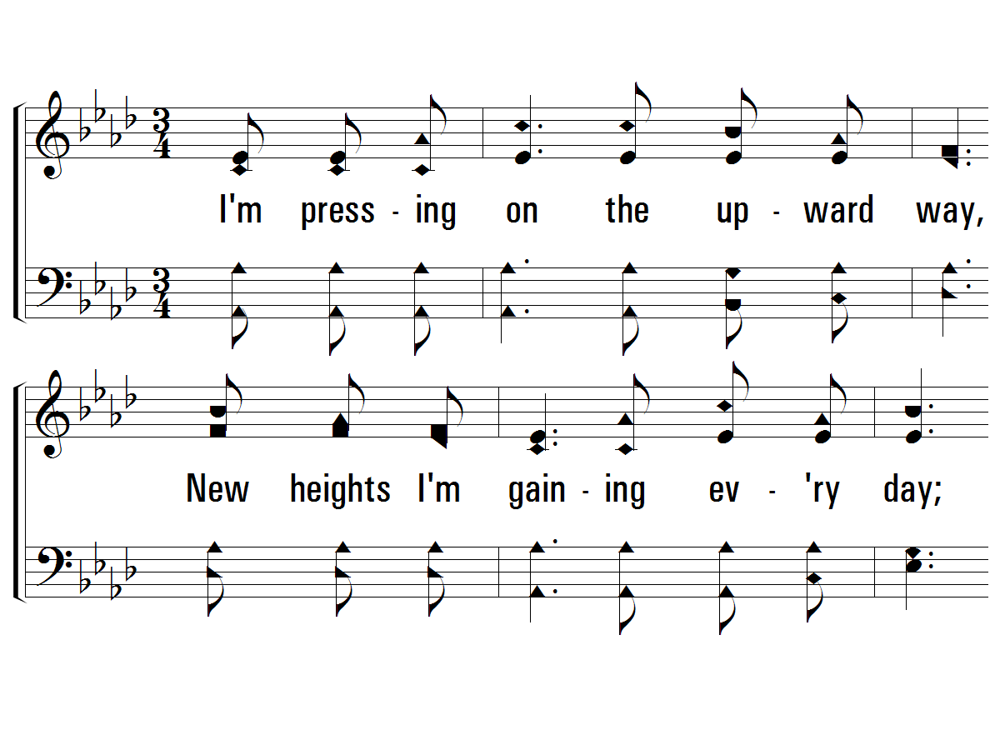 I'm press - ing on the up - ward way,
New heights I'm gain - ing ev - 'ry day;